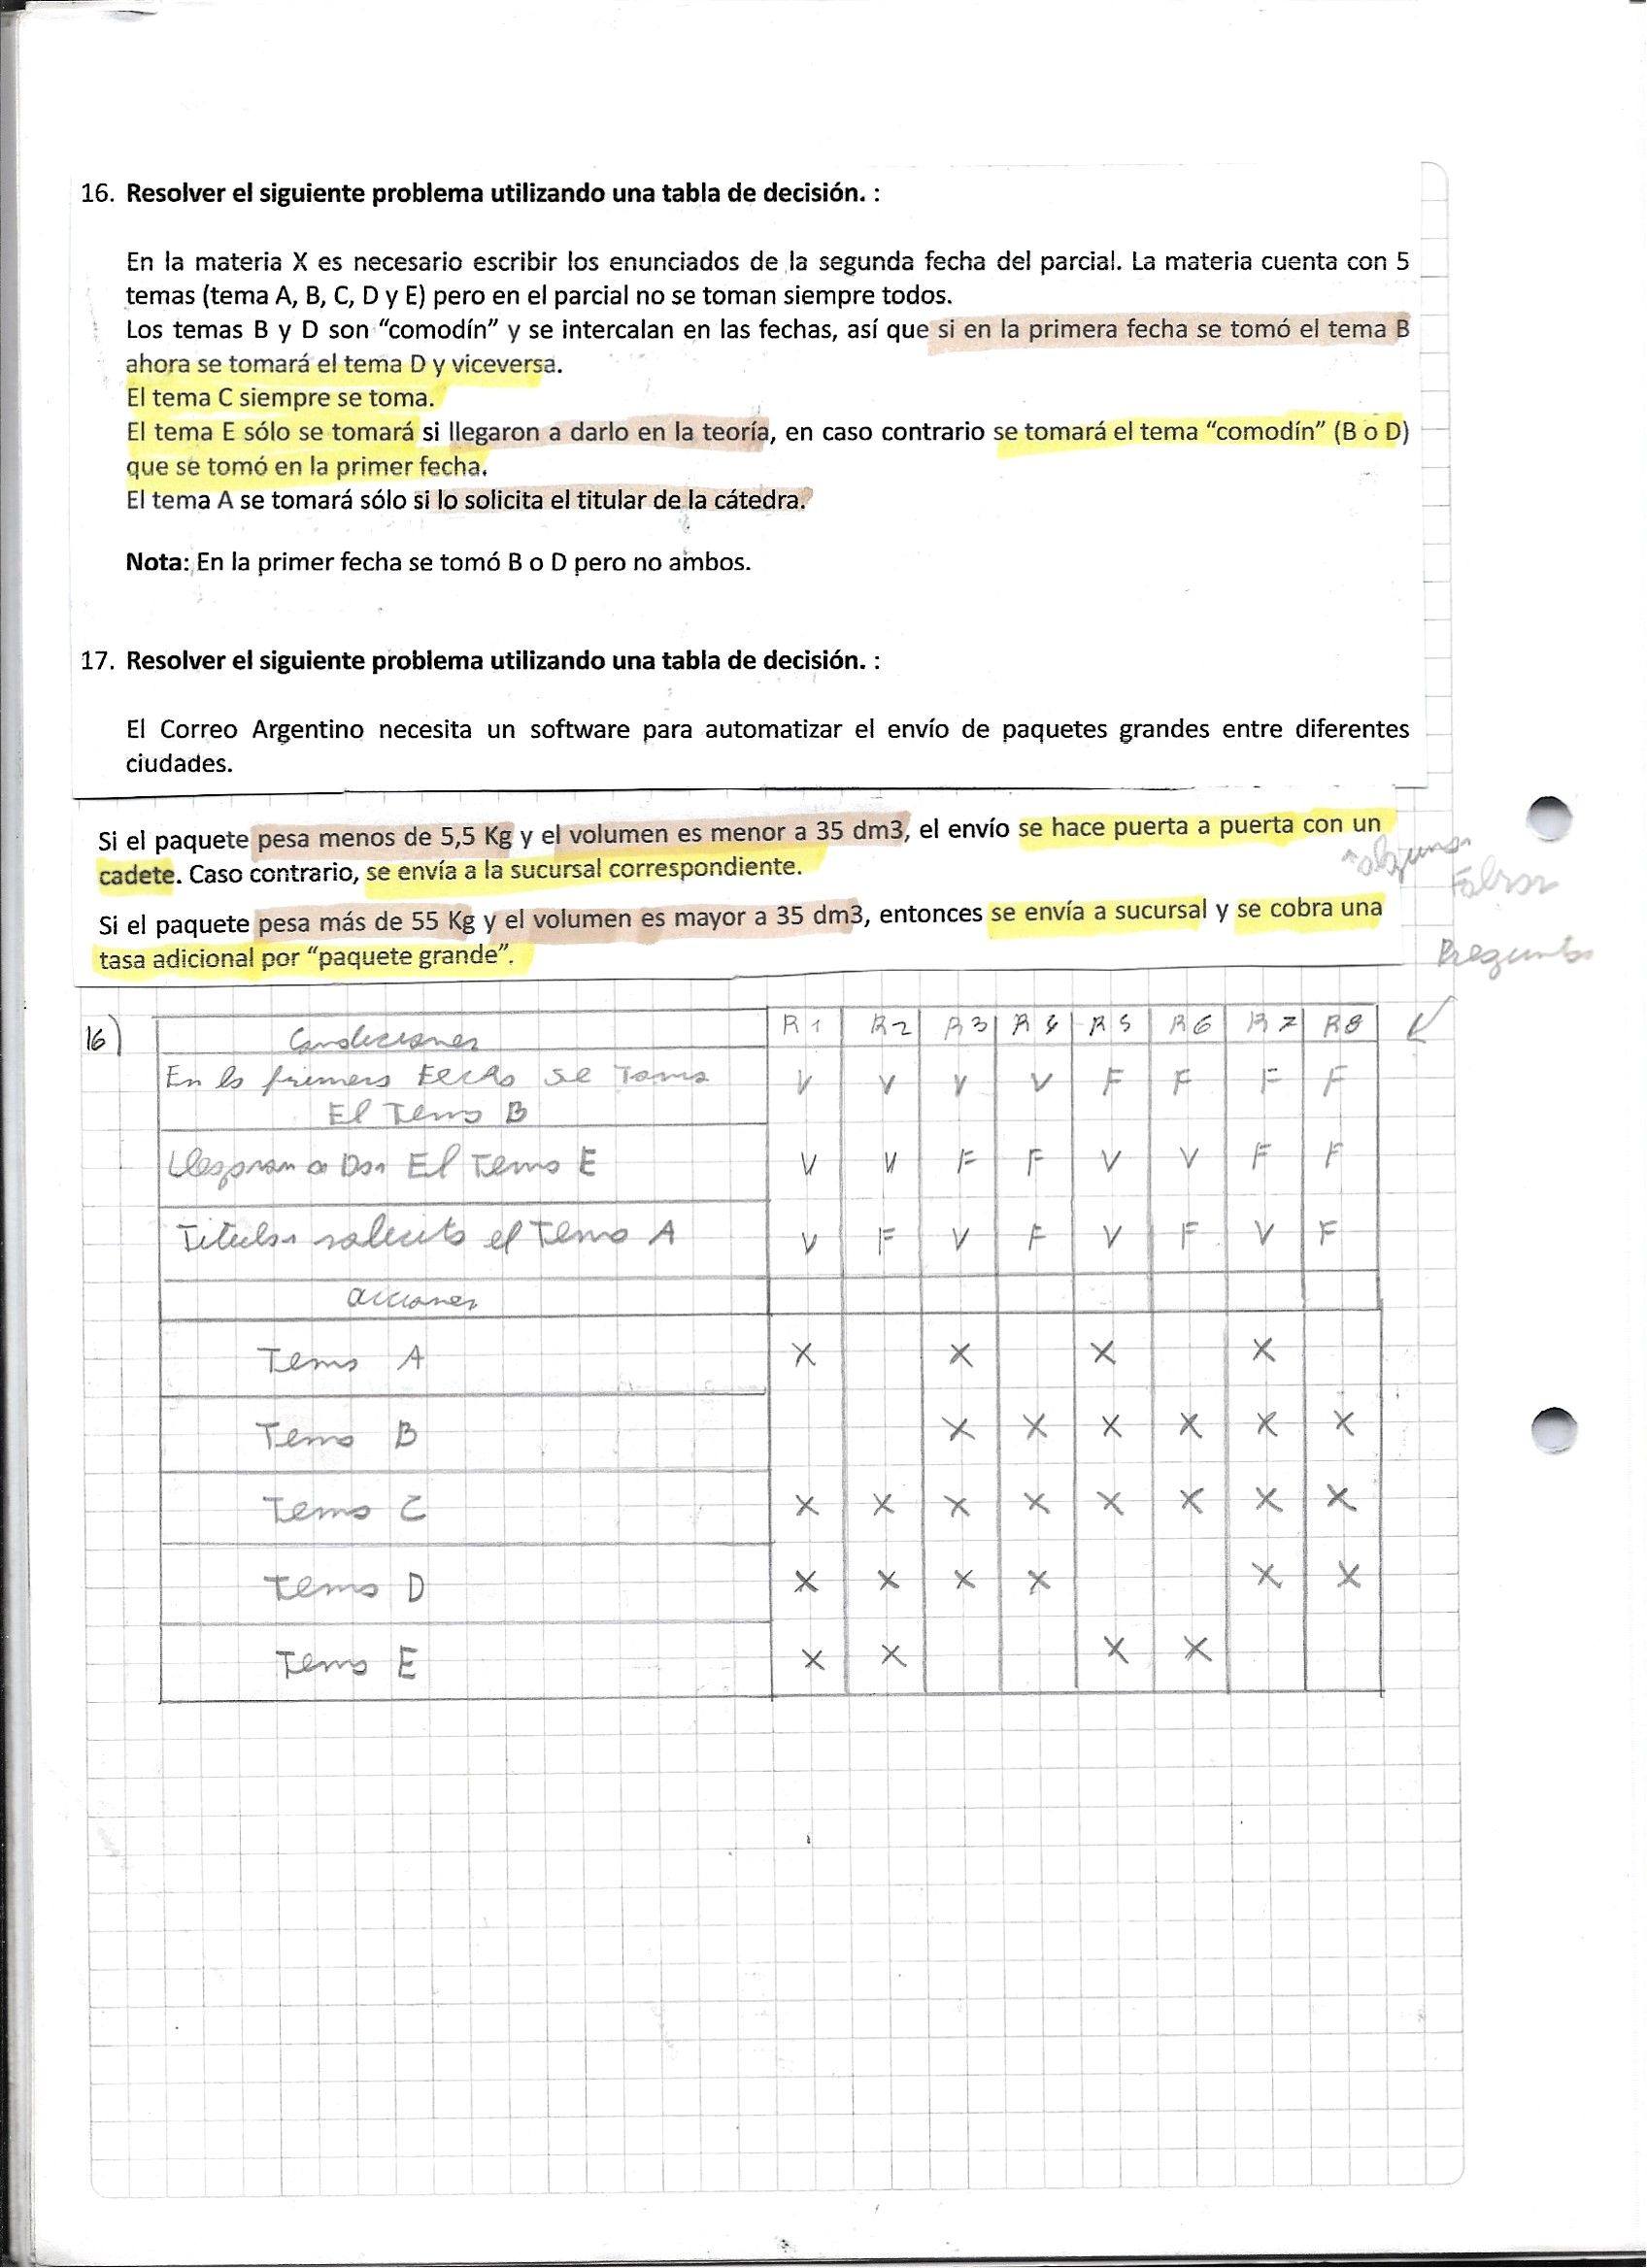 16. Resolver el siguiente problema utilizando una tabla de decisión. :
En la materia X es necesario escribir los enunciados de la segunda fecha del parcial. La materia cuenta con 5
temas (tema A, B, C, D y E) pero en el parcial no se toman siempre todos.
Los temas B y D son “comodín” y se intercalan en las fechas, así que si en la primera fecha se tomó el tema B
ahora se tomará el tema D y viceversa.
El tema C siempre se toma.
El tema E sólo se tomará si llegaron a darlo en la teoría, en caso contrario se tomará el tema “comodín” (B o D)
que se tomó en la primer fecha.
El tema A se tomará sólo si lo solicita el titular de la cátedra.
Nota: En la primer fecha se tomó B o D pero no ambos.
17. Resolver el siguiente problema utilizando una tabla de decisión. :
El Correo Argentino necesita un software para automatizar el envío de paquetes grandes entre diferentes
ciudades.
Si el paquete pesa menos de 5,5 Kg y el volumen es menor a 35 dm3, el envío se hace puerta a puerta con un
cadete. Caso contrario, se envía a la sucursal correspondiente.
Si el paquete pesa más de 55 Kg y el volumen es mayor a 35 dm3, entonces se envía a sucursal y se cobra una
tasa adicional por “paquete grande”.
16) Condiciones R1 R2 R3 R4 R5 R6 R7 R8
En la primera Fecha se Toma V V V V F F F F
El Tema B
Llegaron a Dar El Tema E V V F F V V F F
Titular solicito el Tema A V F V F V F V F
acciones
Tema A X X X X
Tema B X X X X X X
Tema C X X X X X X X X
Tema D X X X X X X
Tema E X X X X